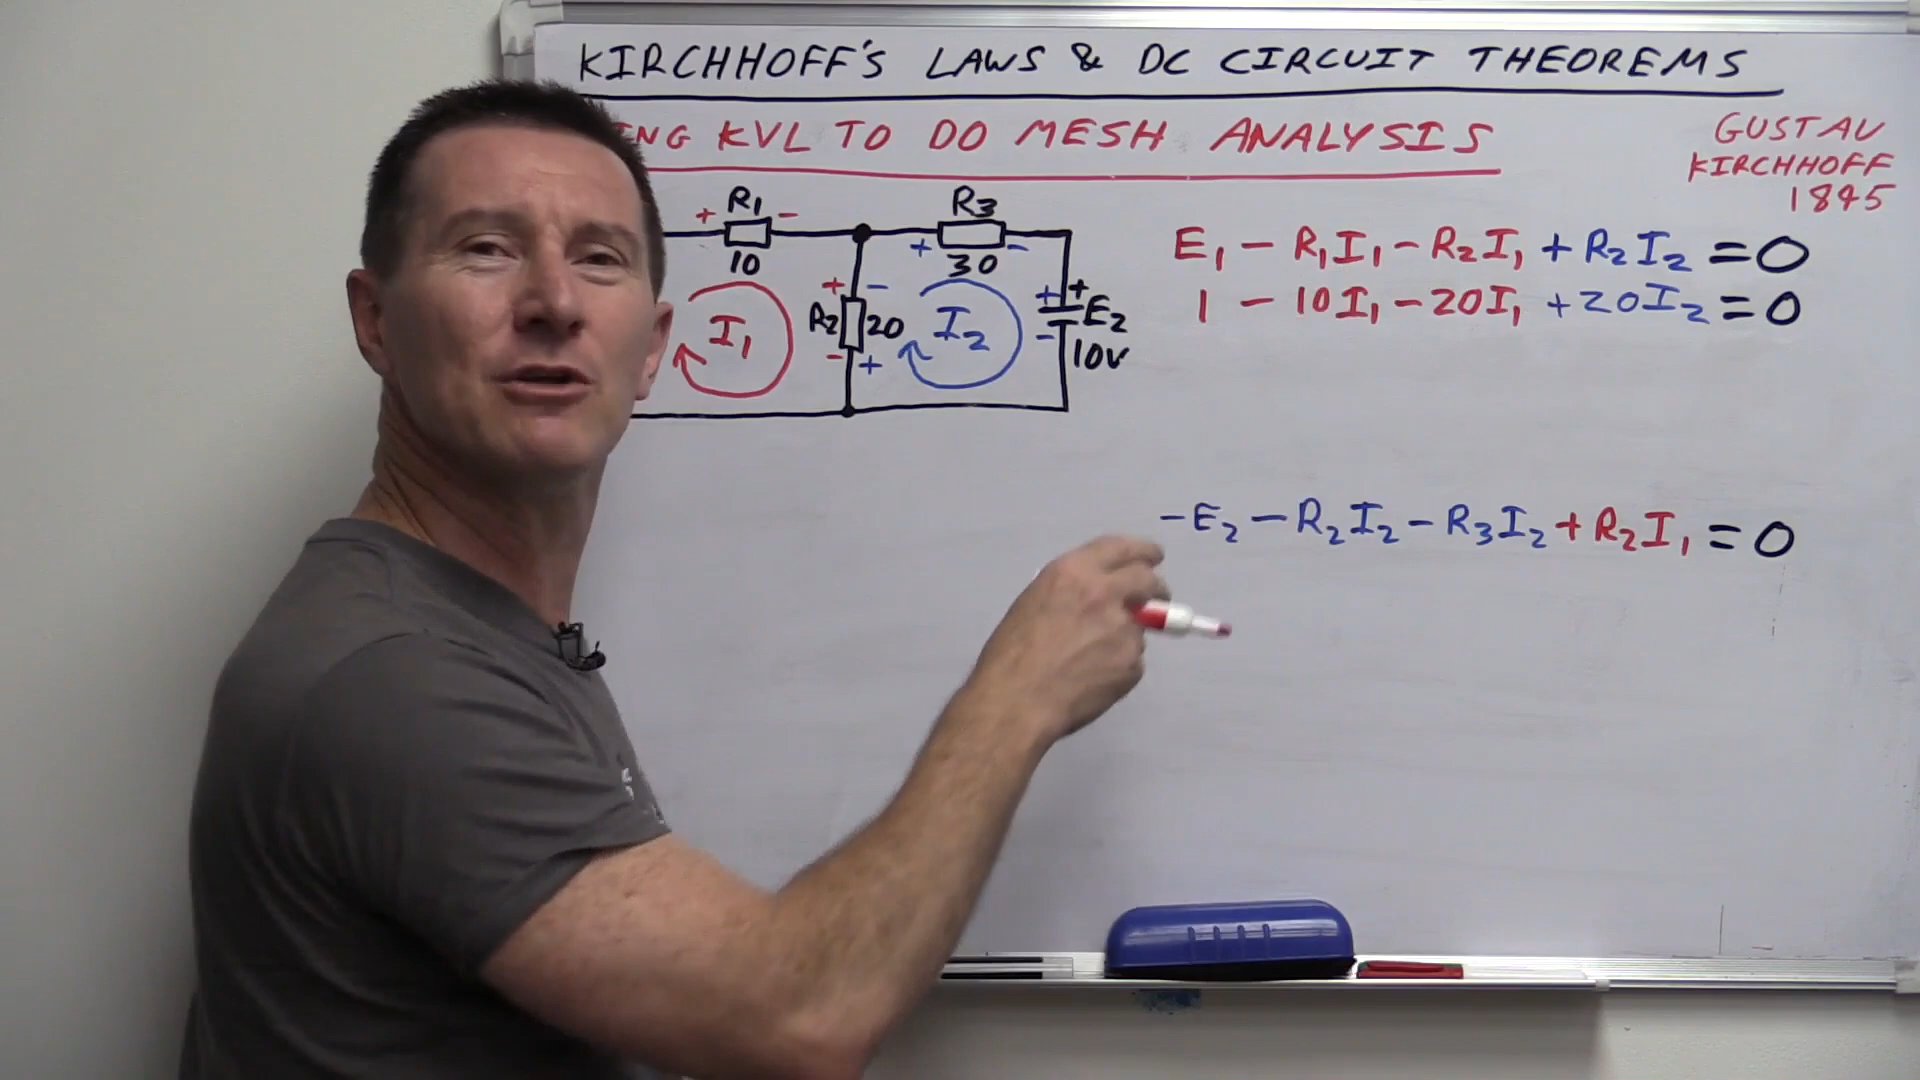 KIRCHHOFF'S LAWS & DC CIRCUIT THEOREMS
KVL TO DO MESH ANALYSIS
GUSTAV
KIRCHHOFF
1845
+ R1 -
10
R3
+ 30 -
+ -
R2 20
- +
I1
I2
+ +
- E2
10V
E1 - R1I1 - R2I1 + R2I2 = 0
1 - 10I1 - 20I1 + 20I2 = 0
-E2 - R2I2 - R3I2 + R2I1 = 0